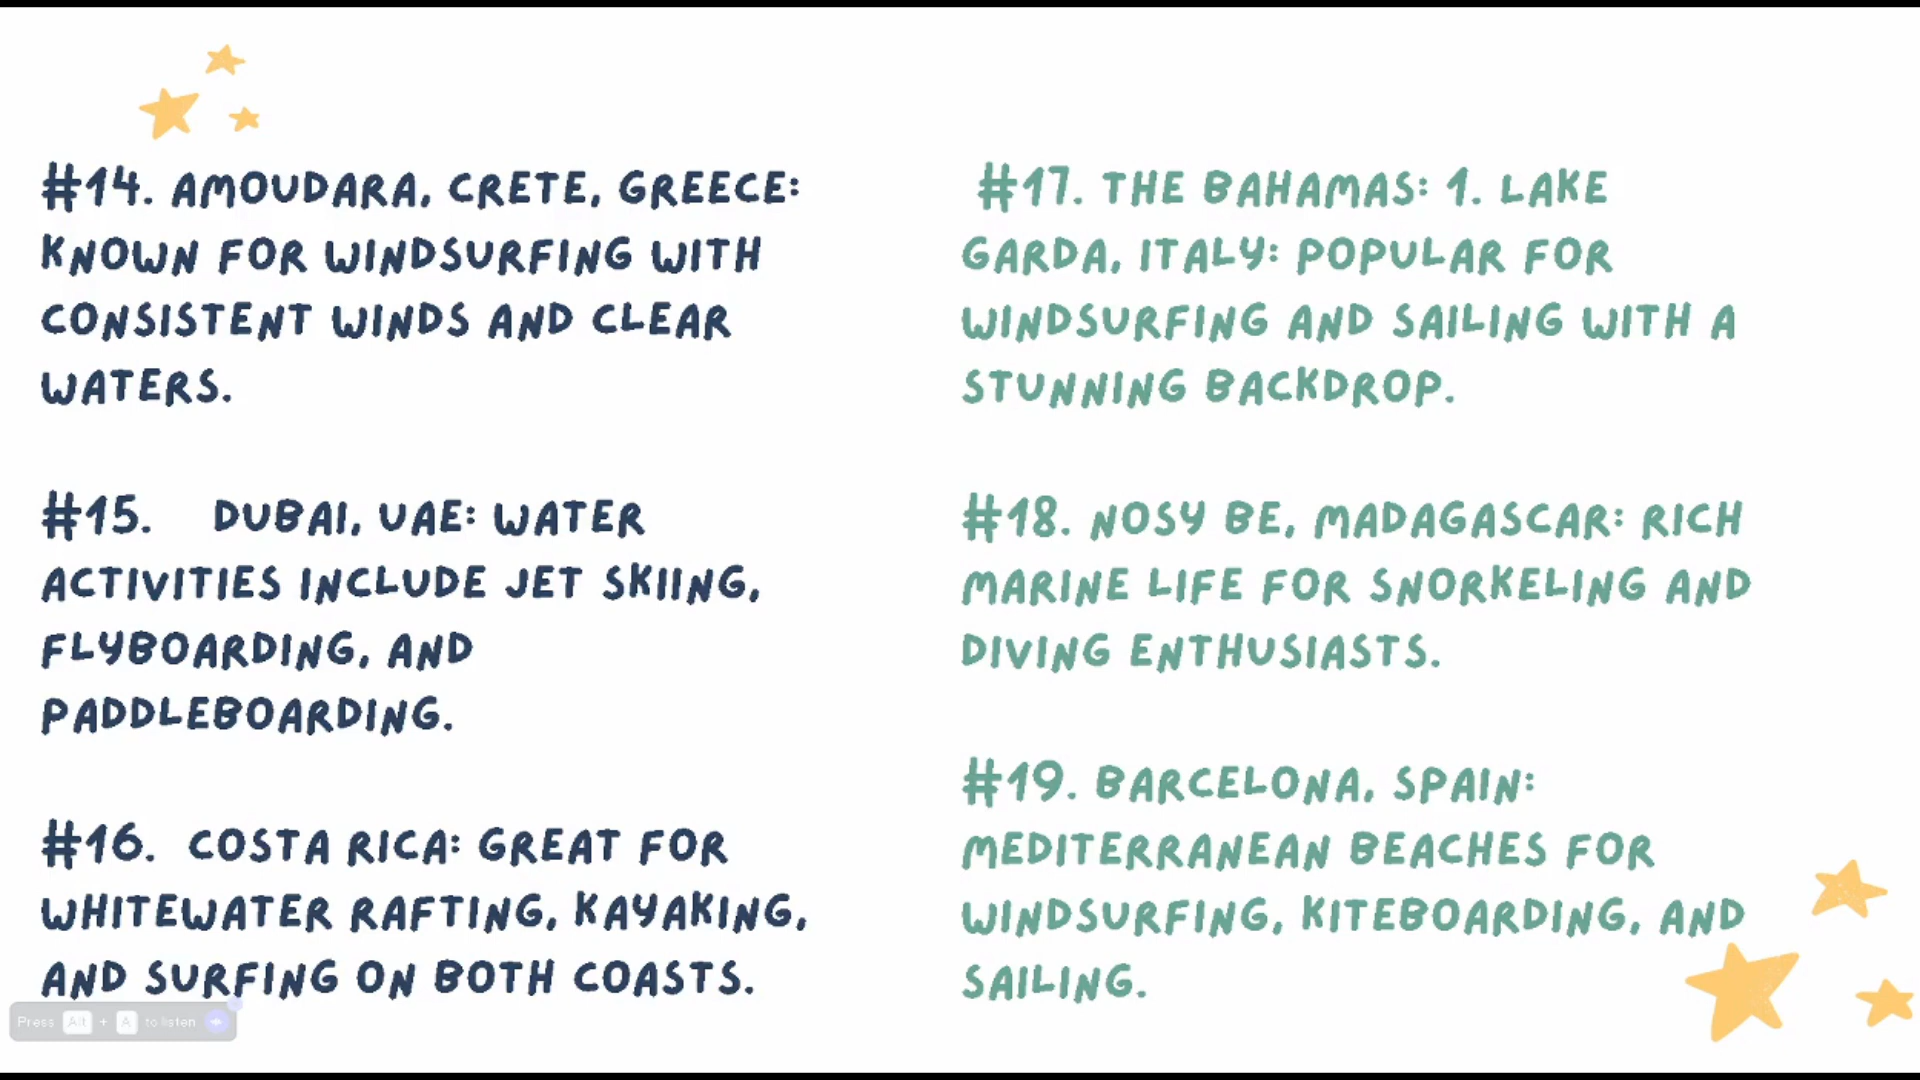 #14. AMOUDARA, CRETE, GREECE:
KNOWN FOR WINDSURFING WITH
CONSISTENT WINDS AND CLEAR
WATERS.
#15. DUBAI, UAE: WATER
ACTIVITIES INCLUDE JET SKIING,
FLYBOARDING, AND
PADDLEBOARDING.
#16. COSTA RICA: GREAT FOR
WHITEWATER RAFTING, KAYAKING,
AND SURFING ON BOTH COASTS.
Press Alt + A to listen
#17. THE BAHAMAS: 1. LAKE
GARDA, ITALY: POPULAR FOR
WINDSURFING AND SAILING WITH A
STUNNING BACKDROP.
#18. NOSY BE, MADAGASCAR: RICH
MARINE LIFE FOR SNORKELING AND
DIVING ENTHUSIASTS.
#19. BARCELONA, SPAIN:
MEDITERRANEAN BEACHES FOR
WINDSURFING, KITEBOARDING, AND
SAILING.